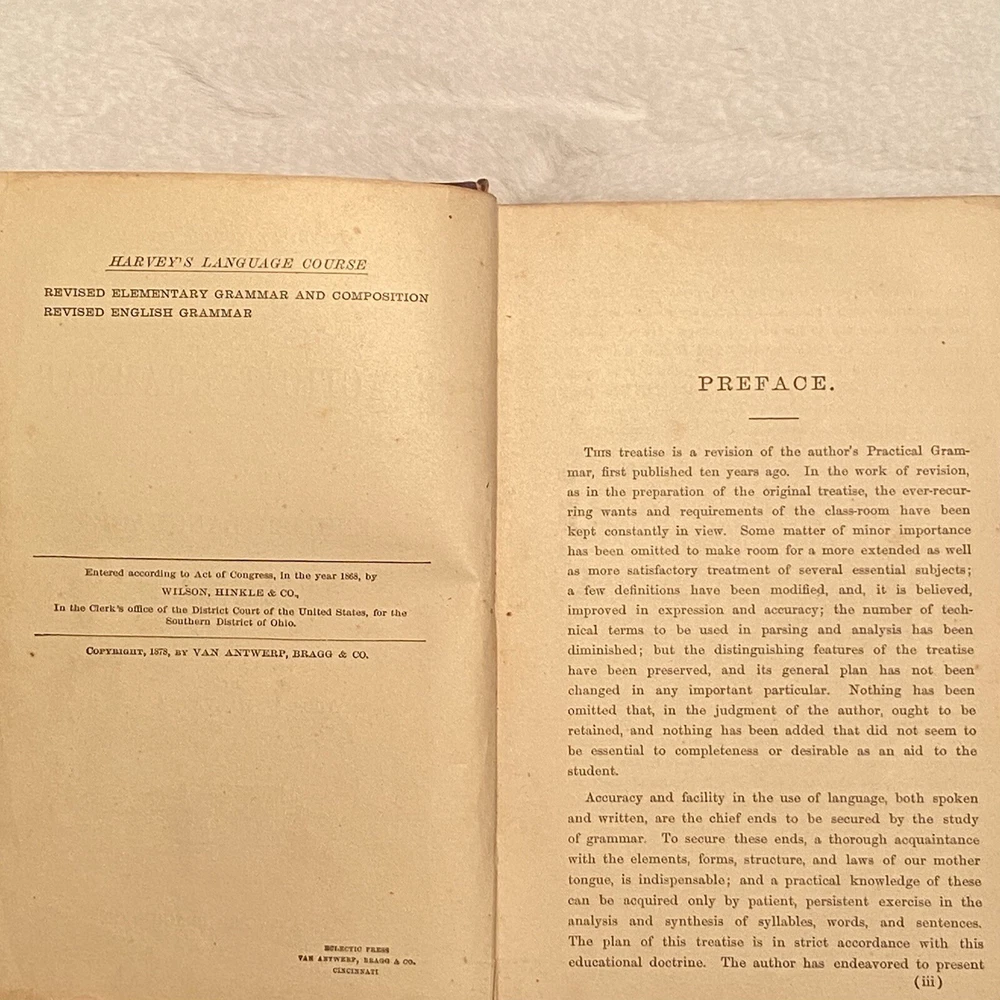 HARVEY'S LANGUAGE COURSE
REVISED ELEMENTARY GRAMMAR AND COMPOSITION
REVISED ENGLISH GRAMMAR
Entered according to Act of Congress, in the year 1868, by
WILSON, HINKLE & CO.,
In the Clerk's office of the District Court of the United States, for the
Southern District of Ohio.
COPYRIGHT, 1878, BY VAN ANTWERP, BRAGG & CO.
ECLECTIC PRESS
VAN ANTWERP, BRAGG & CO.
CINCINNATI
PREFACE.
THIS treatise is a revision of the author's Practical Gram-
mar, first published ten years ago. In the work of revision,
as in the preparation of the original treatise, the ever-recur-
ring wants and requirements of the class-room have been
kept constantly in view. Some matter of minor importance
has been omitted to make room for a more extended as well
as more satisfactory treatment of several essential subjects;
a few definitions have been modified, and, it is believed,
improved in expression and accuracy; the number of tech-
nical terms to be used in parsing and analysis has been
diminished; but the distinguishing features of the treatise
have been preserved, and its general plan has not been
changed in any important particular. Nothing has been
omitted that, in the judgment of the author, ought to be
retained, and nothing has been added that did not seem to
be essential to completeness or desirable as an aid to the
student.
Accuracy and facility in the use of language, both spoken
and written, are the chief ends to be secured by the study
of grammar. To secure these ends, a thorough acquaintance
with the elements, forms, structure, and laws of our mother
tongue, is indispensable; and a practical knowledge of these
can be acquired only by patient, persistent exercise in the
analysis and synthesis of syllables, words, and sentences.
The plan of this treatise is in strict accordance with this
educational doctrine. The author has endeavored to present
(iii)